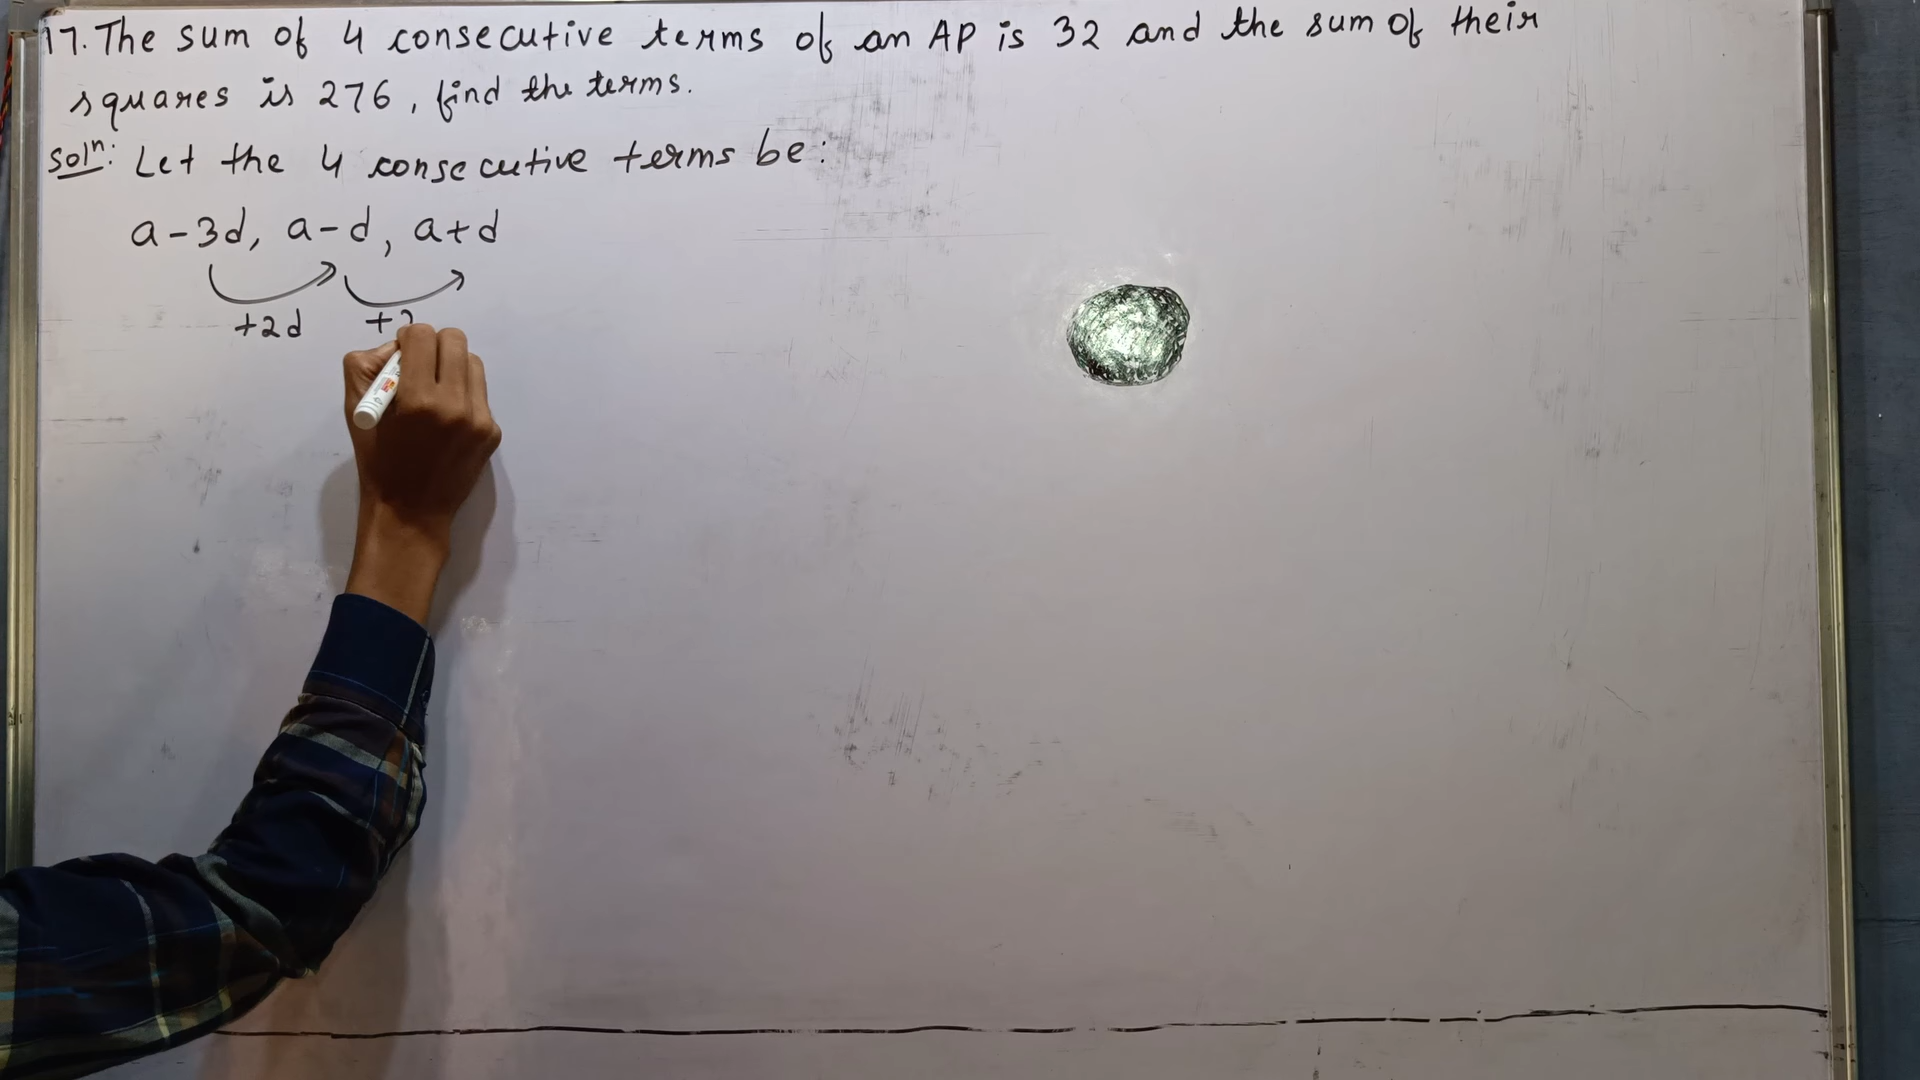 17. The sum of 4 consecutive terms of an AP is 32 and the sum of their
squares is 276, find the terms.
Solⁿ: Let the 4 consecutive terms be:
a-3d, a-d, a+d
+2d +2